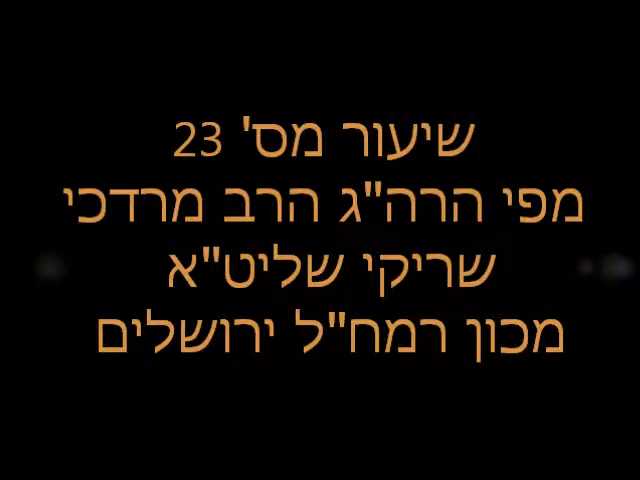 שיעור מס' 23
מפי הרה"ג הרב מרדכי
שריקי שליט"א
מכון רמח"ל ירושלים